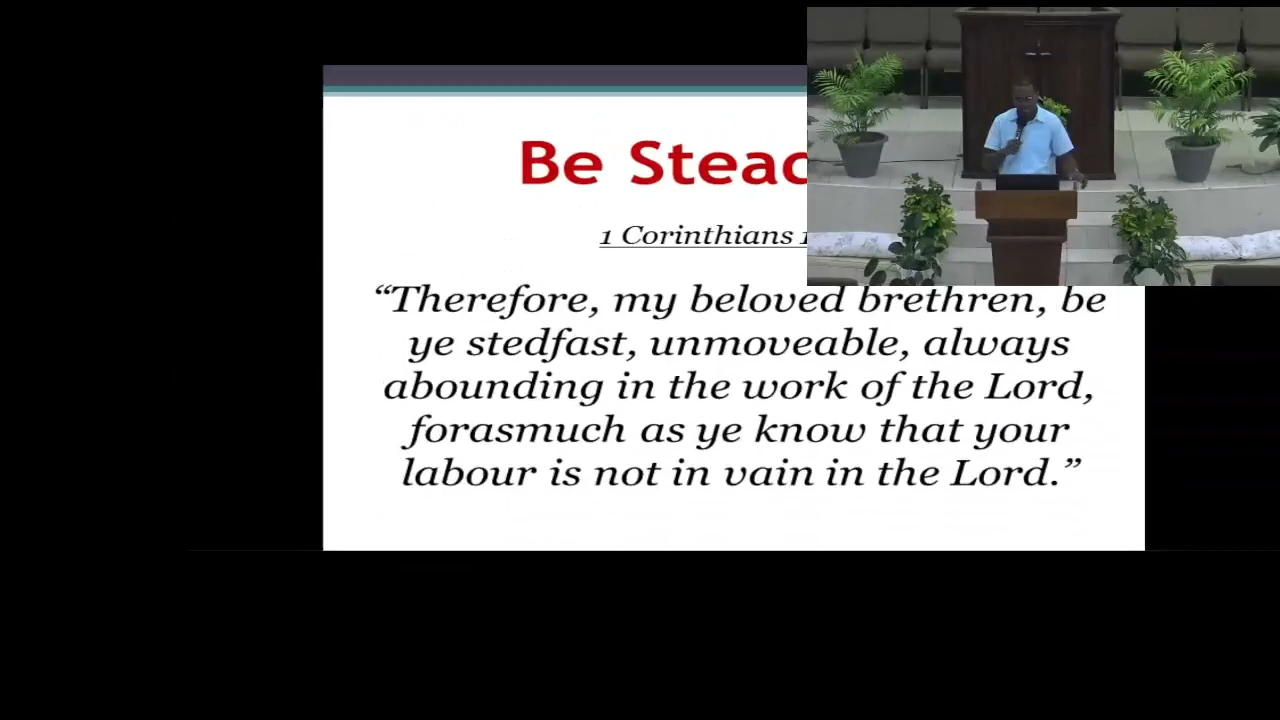 Be
1 Corinthians
“Therefore, my beloved brethren, be
ye stedfast, unmoveable, always
abounding in the work of the Lord,
forasmuch as ye know that your
labour is not in vain in the Lord.”